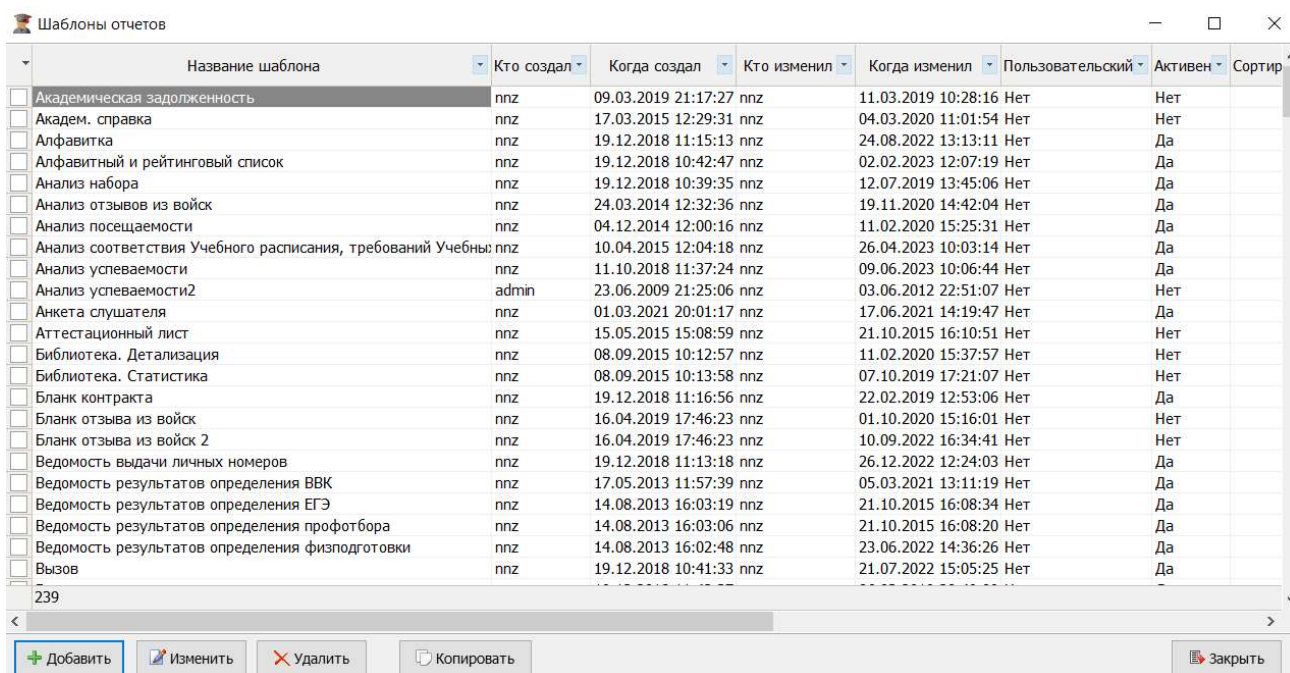 Шаблоны отчетов
Название шаблона Кто создал Когда создал Кто изменил Когда изменил Пользовательский Активен Сортир
Академическая задолженность nnz 09.03.2019 21:17:27 nnz 11.03.2019 10:28:16 Нет Нет
Академ. справка nnz 17.03.2015 12:29:31 nnz 04.03.2020 11:01:54 Нет Нет
Алфавитка nnz 19.12.2018 11:15:13 nnz 24.08.2022 13:13:11 Нет Да
Алфавитный и рейтинговый список nnz 19.12.2018 10:42:47 nnz 02.02.2023 12:07:19 Нет Да
Анализ набора nnz 19.12.2018 10:39:35 nnz 12.07.2019 13:45:06 Нет Да
Анализ отзывов из войск nnz 24.03.2014 12:32:36 nnz 19.11.2020 14:42:04 Нет Да
Анализ посещаемости nnz 04.12.2014 12:00:16 nnz 11.02.2020 15:25:31 Нет Да
Анализ соответствия Учебного расписания, требований Учебны nnz 10.04.2015 12:04:18 nnz 26.04.2023 10:03:14 Нет Да
Анализ успеваемости nnz 11.10.2018 11:37:24 nnz 09.06.2023 10:06:44 Нет Да
Анализ успеваемости2 admin 23.06.2009 21:25:06 nnz 03.06.2012 22:51:07 Нет Нет
Анкета слушателя nnz 01.03.2021 20:01:17 nnz 17.06.2021 14:19:47 Нет Да
Аттестационный лист nnz 15.05.2015 15:08:59 nnz 21.10.2015 16:10:51 Нет Нет
Библиотека. Детализация nnz 08.09.2015 10:12:57 nnz 11.02.2020 15:37:57 Нет Нет
Библиотека. Статистика nnz 08.09.2015 10:13:58 nnz 07.10.2019 17:21:07 Нет Нет
Бланк контракта nnz 19.12.2018 11:16:56 nnz 22.02.2019 12:53:06 Нет Да
Бланк отзыва из войск nnz 16.04.2019 17:46:23 nnz 01.10.2020 15:16:01 Нет Нет
Бланк отзыва из войск 2 nnz 16.04.2019 17:46:23 nnz 10.09.2022 16:34:41 Нет Нет
Ведомость выдачи личных номеров nnz 19.12.2018 11:13:18 nnz 26.12.2022 12:24:03 Нет Да
Ведомость результатов определения ВВК nnz 17.05.2013 11:57:39 nnz 05.03.2021 13:11:19 Нет Да
Ведомость результатов определения ЕГЭ nnz 14.08.2013 16:03:19 nnz 21.10.2015 16:08:34 Нет Да
Ведомость результатов определения профотбора nnz 14.08.2013 16:03:06 nnz 21.10.2015 16:08:20 Нет Да
Ведомость результатов определения физподготовки nnz 14.08.2013 16:02:48 nnz 23.06.2022 14:36:26 Нет Да
Вызов nnz 19.12.2018 10:41:33 nnz 21.07.2022 15:05:25 Нет Да
239
Добавить Изменить Удалить Копировать Закрыть